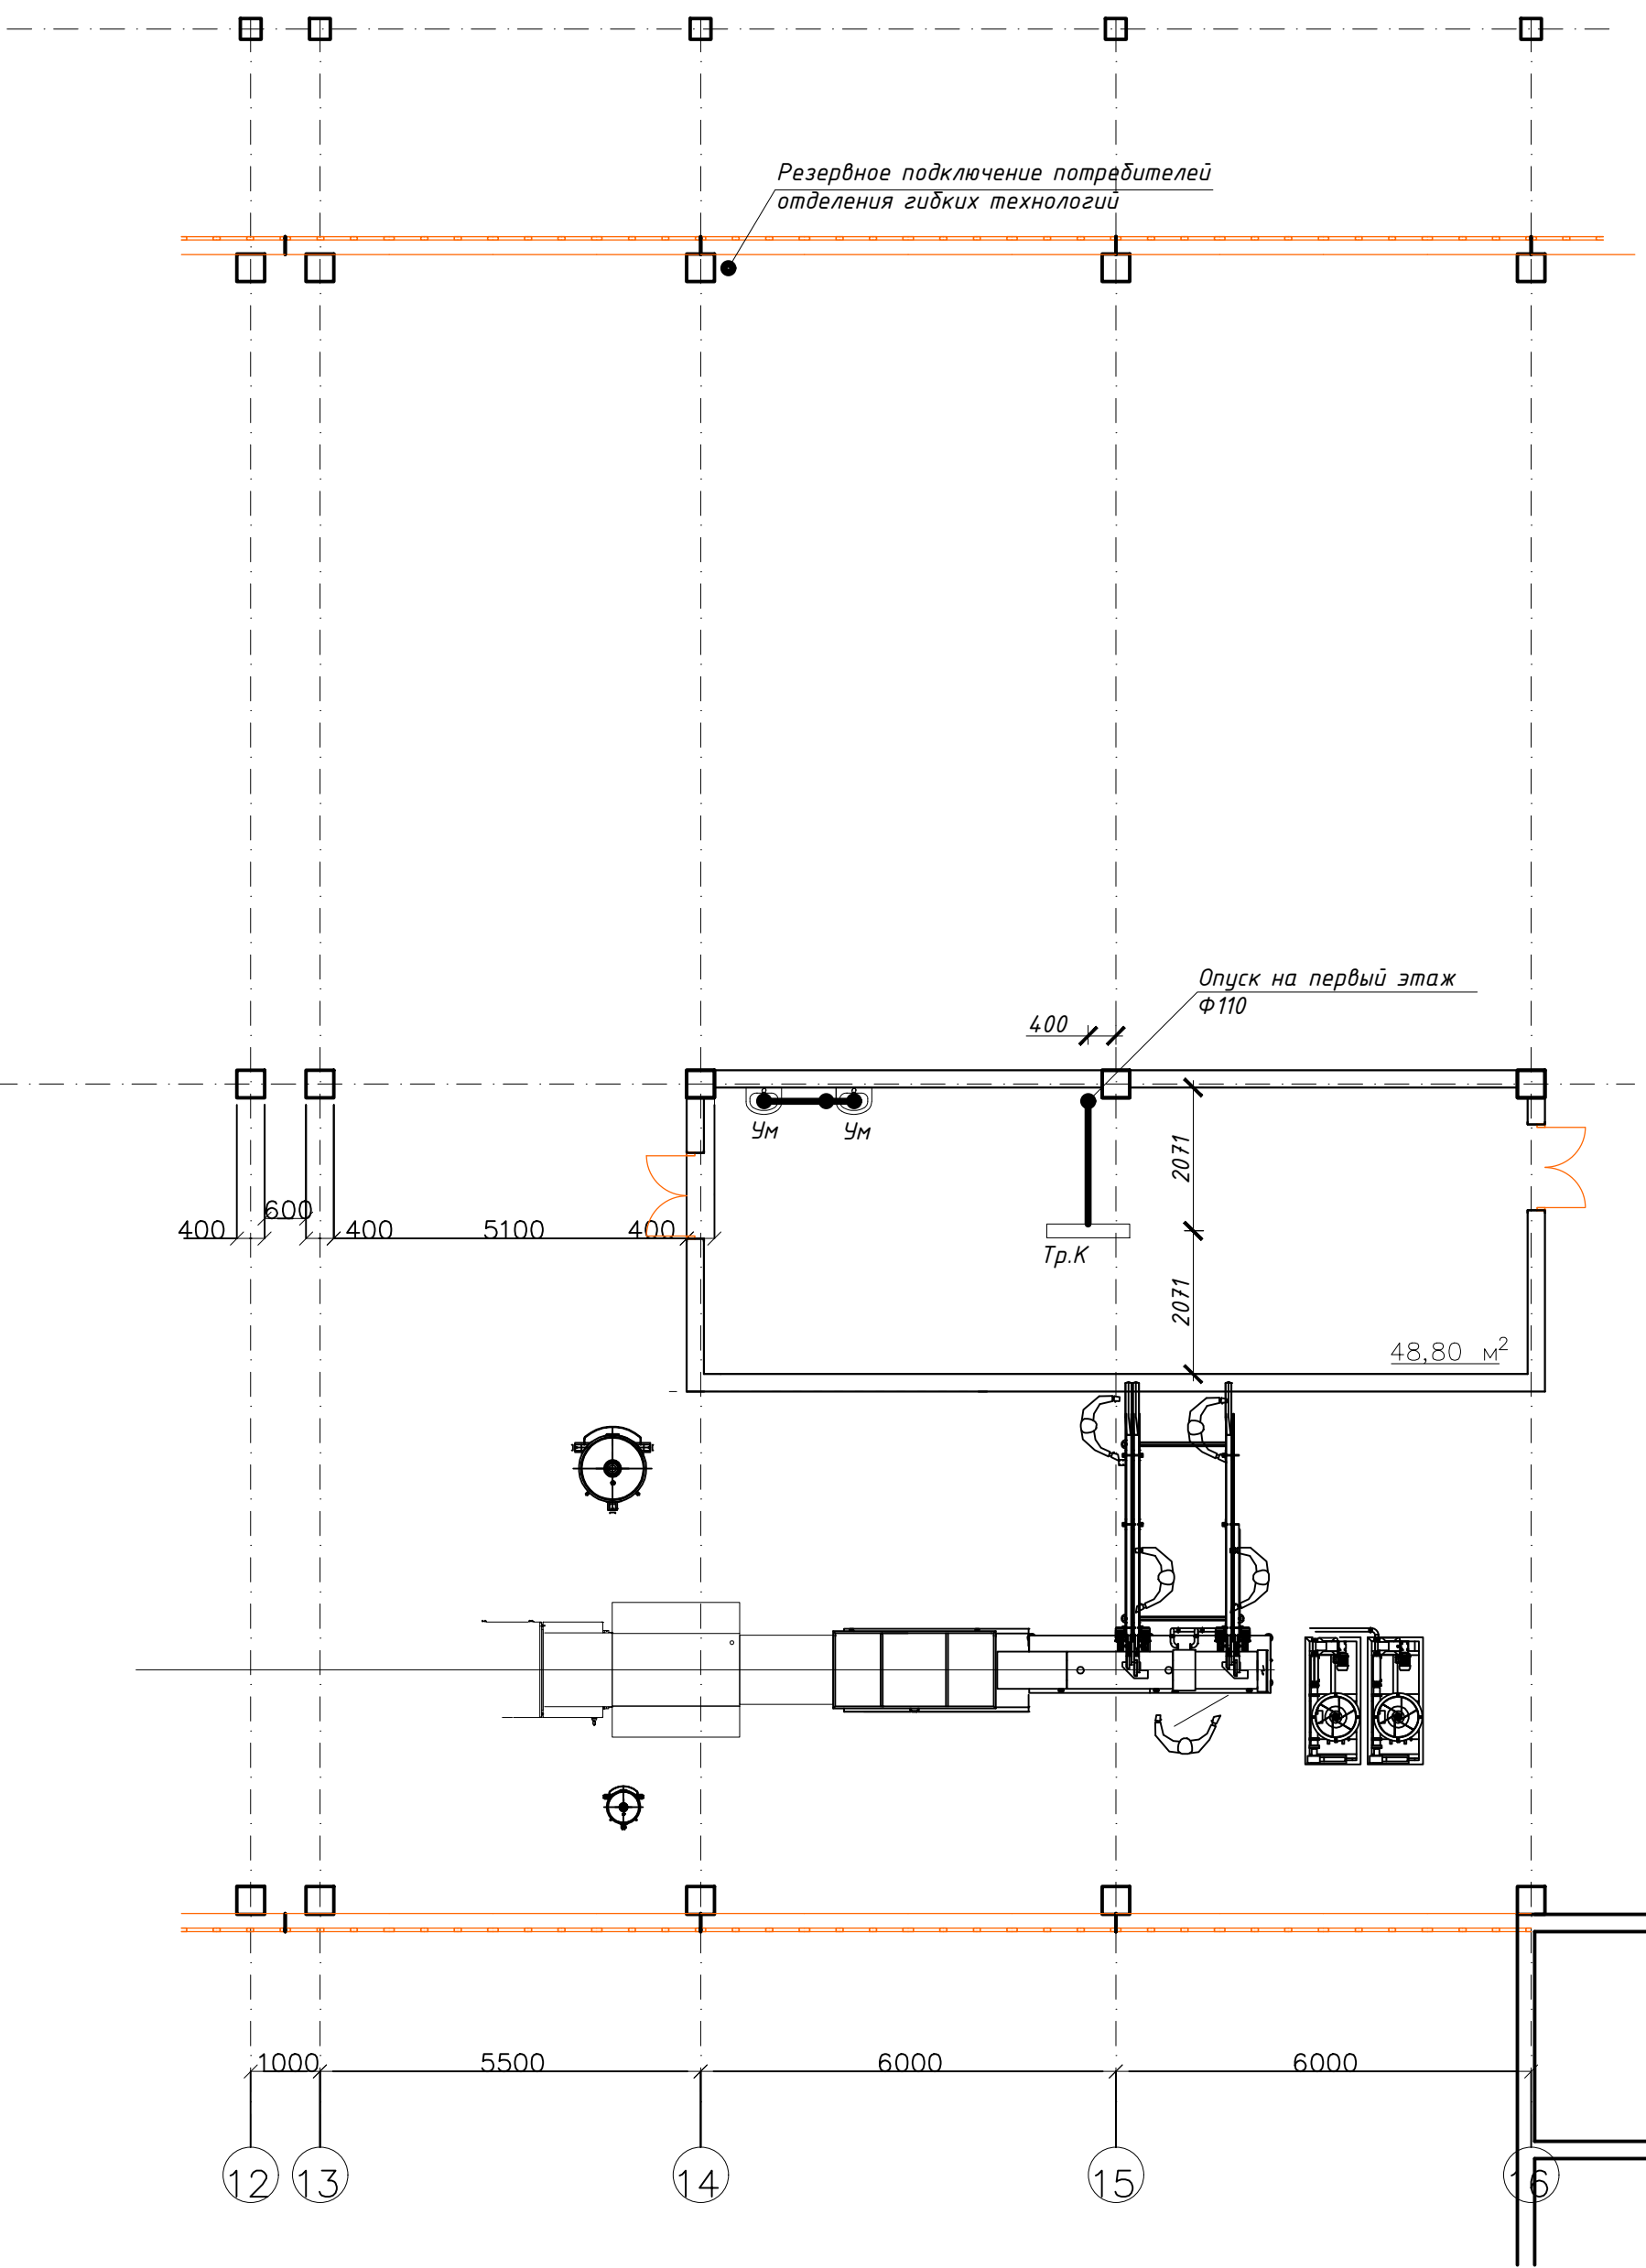 Резервное подключение потребителей
отделения гибких технологий
Опуск на первый этаж
Ф110
400
Ум
Ум
2071
600
400
400
5100
400
Тр.К
2071
48,80 м²
1000
5500
6000
6000
12
13
14
15
16